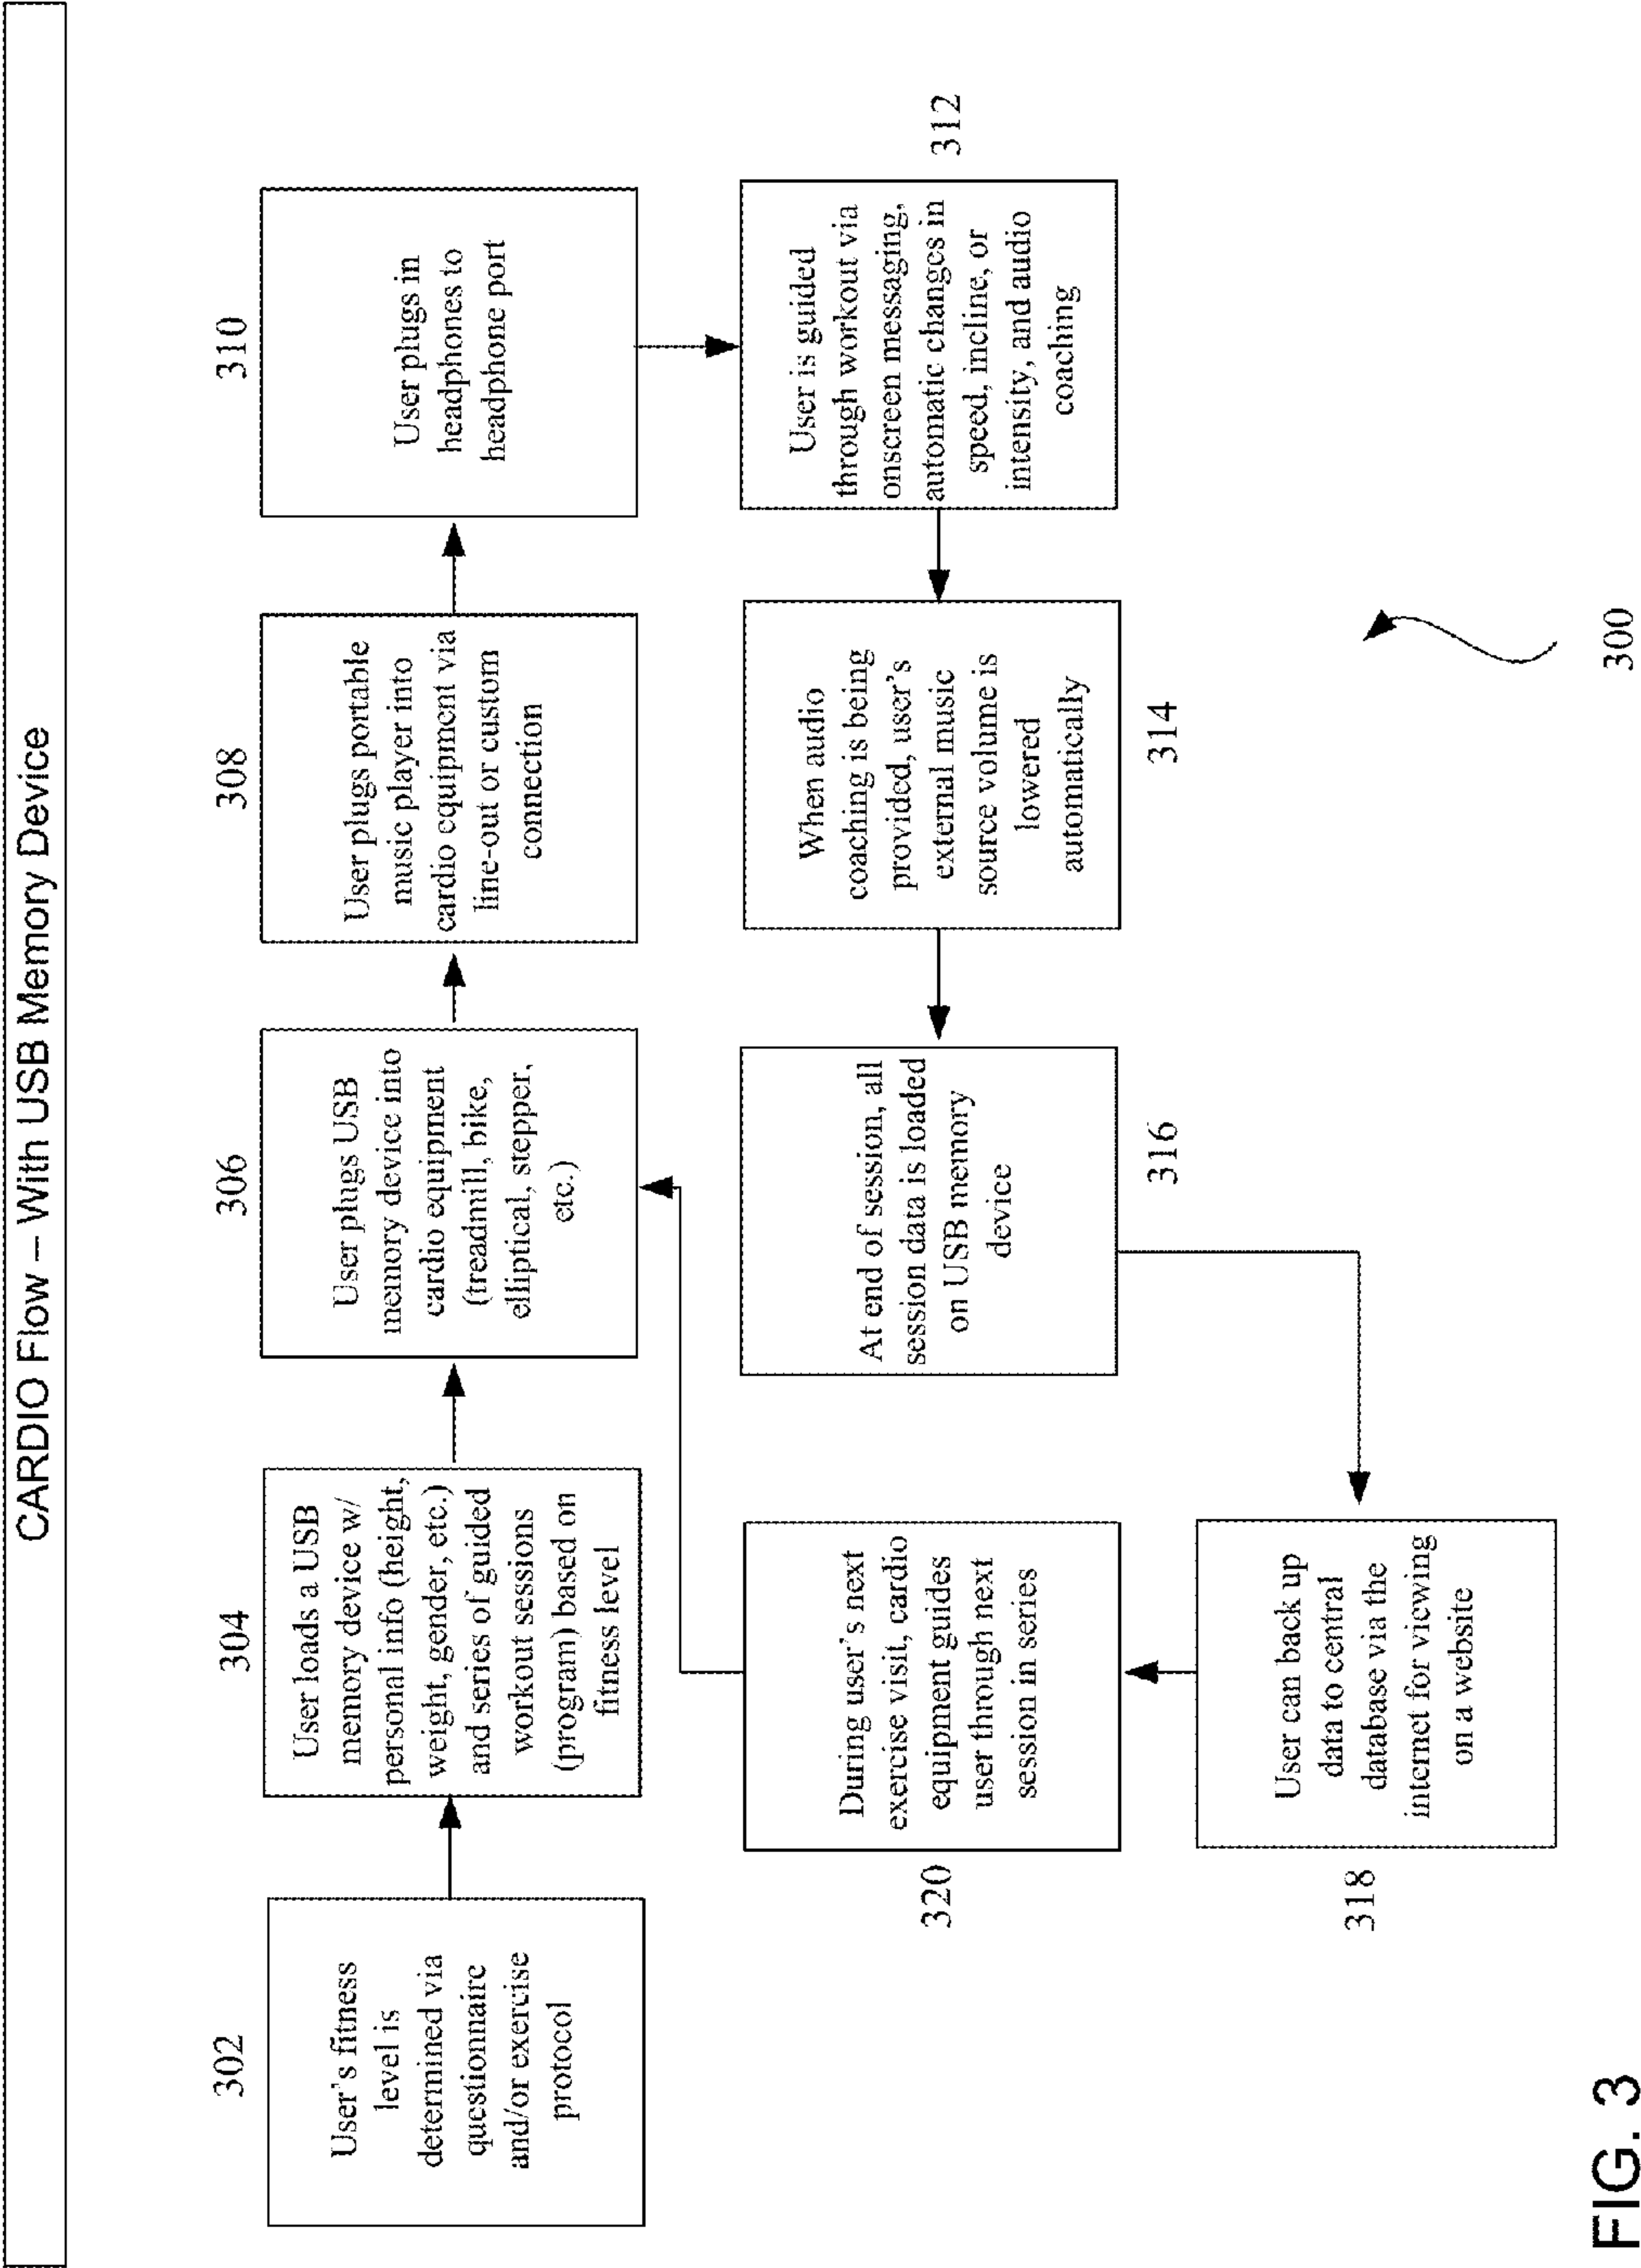 CARDIO Flow – With USB Memory Device
302
User's fitness
level is
determined via
questionnaire
and/or exercise
protocol
304
User loads a USB
memory device w/
personal info (height,
weight, gender, etc.)
and series of guided
workout sessions
(program) based on
fitness level
306
User plugs USB
memory device into
cardio equipment
(treadmill, bike,
elliptical, stepper,
etc.)
308
User plugs portable
music player into
cardio equipment via
line-out or custom
connection
310
User plugs in
headphones to
headphone port
312
User is guided
through workout via
onscreen messaging,
automatic changes in
speed, incline, or
intensity, and audio
coaching
When audio
coaching is being
provided, user's
external music
source volume is
lowered
automatically
314
At end of session, all
session data is loaded
on USB memory
device
316
User can back up
data to central
database via the
internet for viewing
on a website
318
During user's next
exercise visit, cardio
equipment guides
user through next
session in series
320
300
FIG. 3